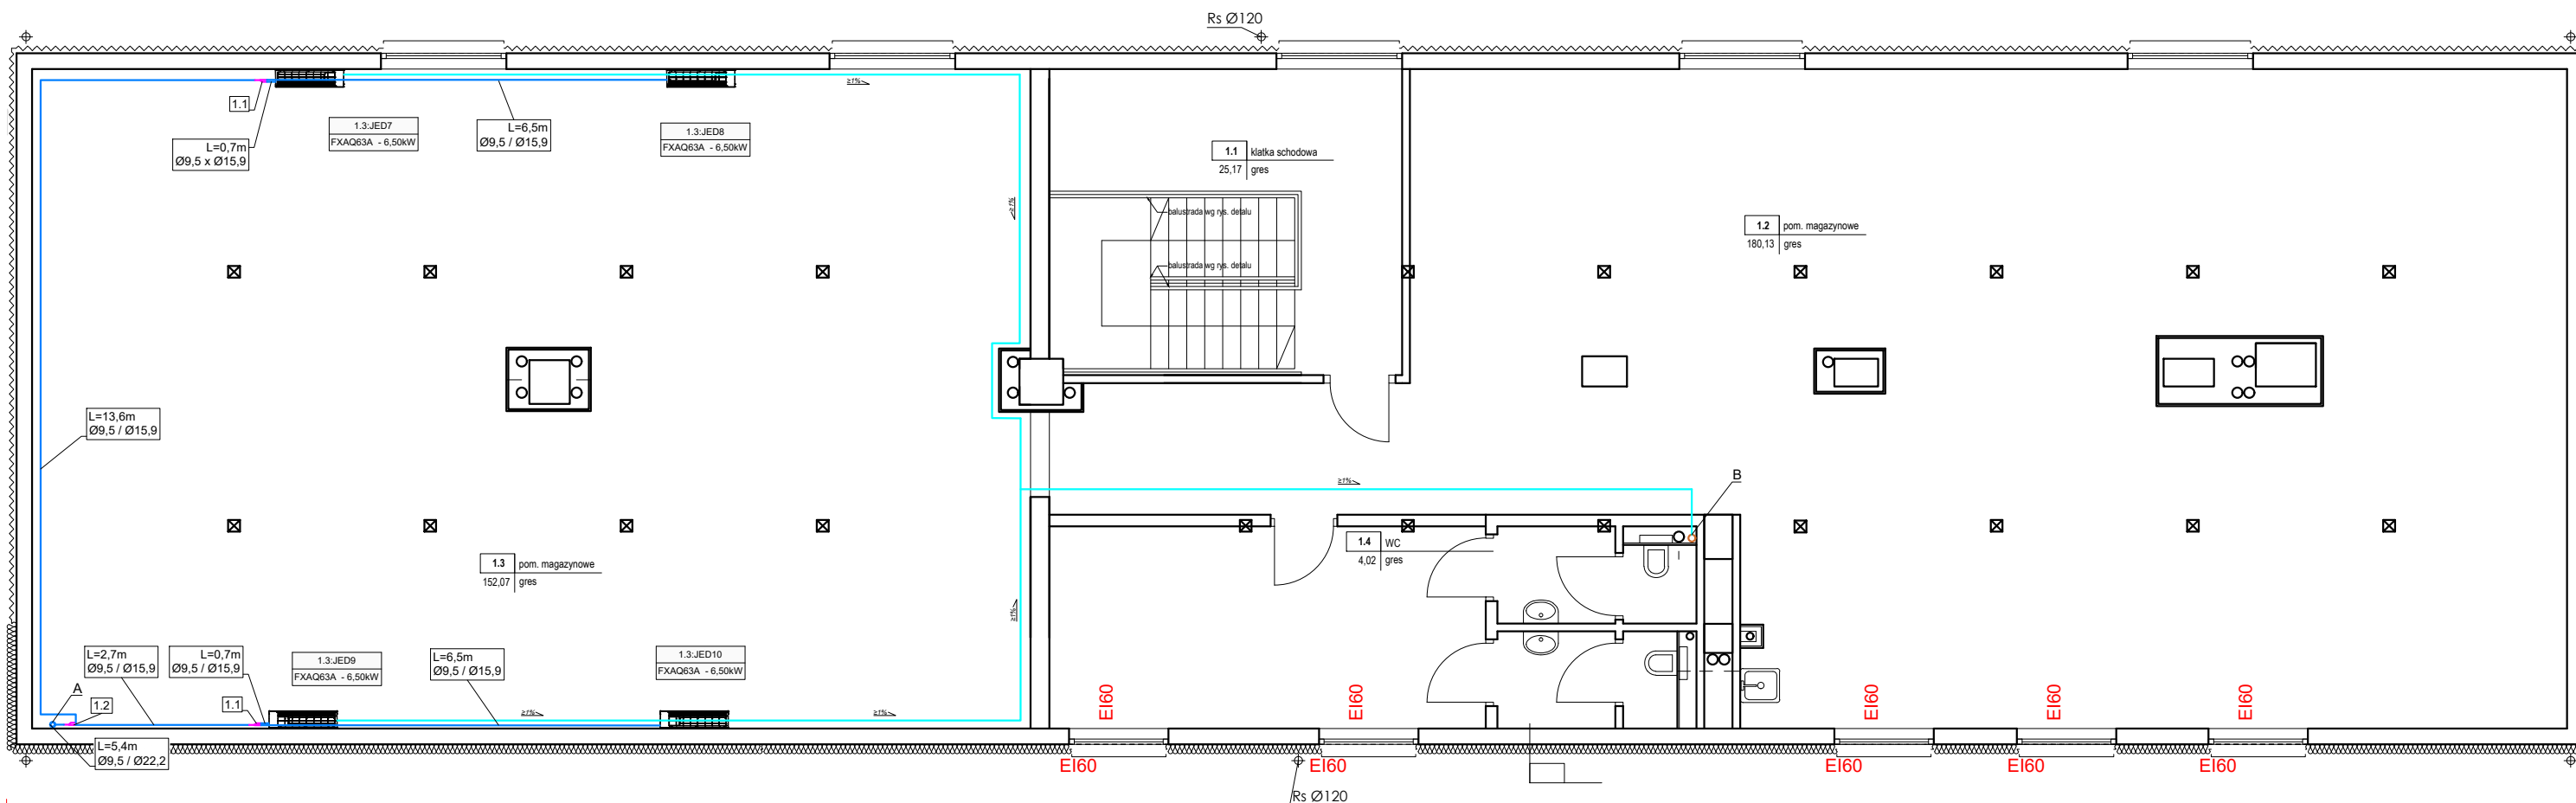 Rs Ø120
≥1%
1.1
1.3:JED7
FXAQ63A - 6,50kW
L=6,5m
Ø9,5 / Ø15,9
1.3:JED8
FXAQ63A - 6,50kW
L=0,7m
Ø9,5 x Ø15,9
1.1 klatka schodowa
25,17 gres
≥1%
balustrada wg rys. detalu
1.2 pom. magazynowe
180,13 gres
balustrada wg rys. detalu
L=13,6m
Ø9,5 / Ø15,9
≥1%
B
1.4 WC
4,02 gres
1.3 pom. magazynowe
152,07 gres
≥1%
L=2,7m
Ø9,5 / Ø15,9
L=0,7m
Ø9,5 / Ø15,9
1.3:JED9
FXAQ63A - 6,50kW
L=6,5m
Ø9,5 / Ø15,9
1.3:JED10
FXAQ63A - 6,50kW
A
1.2
1.1
≥1%
≥1%
EI60
EI60
EI60
EI60
EI60
L=5,4m
Ø9,5 / Ø22,2
EI60
EI60
EI60
EI60
EI60
Rs Ø120